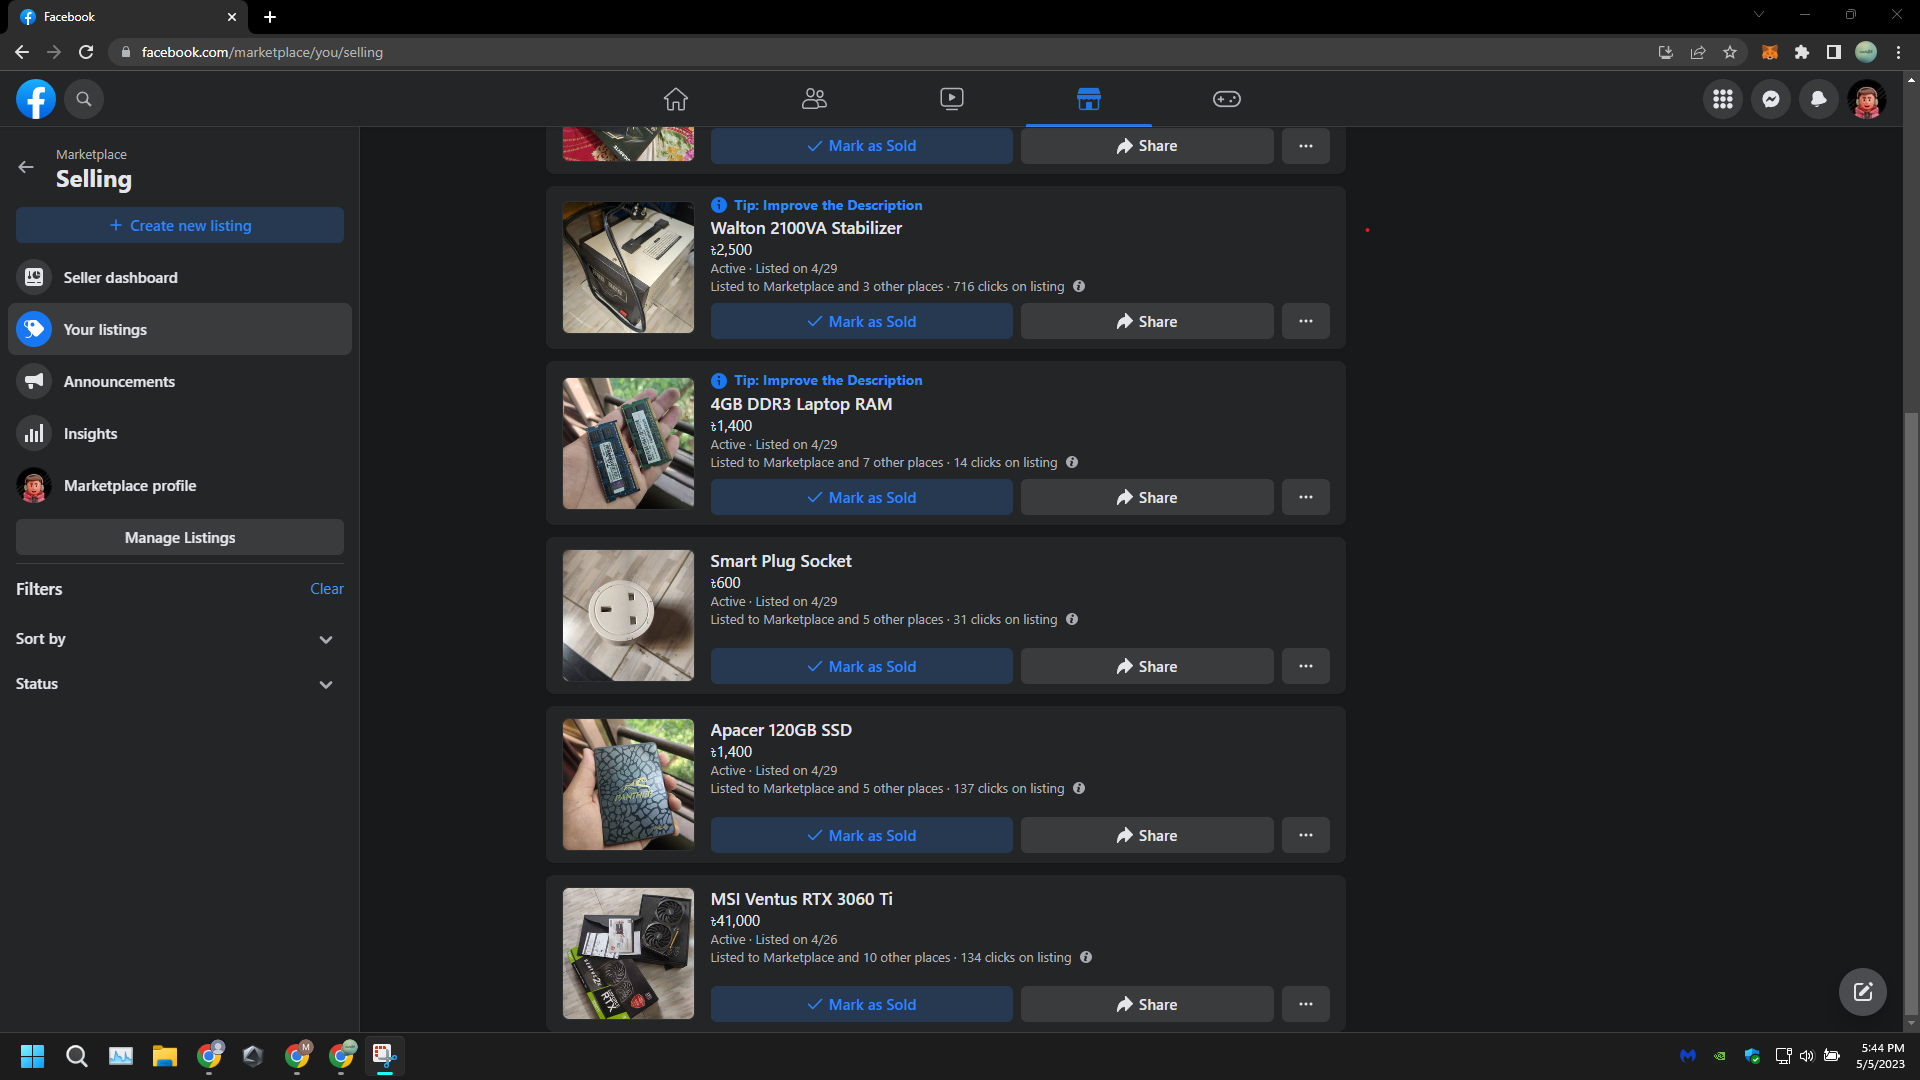 Facebook
facebook.com/marketplace/you/selling
Marketplace
Selling
+ Create new listing
Seller dashboard
Your listings
Announcements
Insights
Marketplace profile
Manage Listings
Filters
Clear
Sort by
Status
Mark as Sold
Share
Tip: Improve the Description
Walton 2100VA Stabilizer
৳2,500
Active · Listed on 4/29
Listed to Marketplace and 3 other places · 716 clicks on listing
Mark as Sold
Share
Tip: Improve the Description
4GB DDR3 Laptop RAM
৳1,400
Active · Listed on 4/29
Listed to Marketplace and 7 other places · 14 clicks on listing
Mark as Sold
Share
Smart Plug Socket
৳600
Active · Listed on 4/29
Listed to Marketplace and 5 other places · 31 clicks on listing
Mark as Sold
Share
Apacer 120GB SSD
৳1,400
Active · Listed on 4/29
Listed to Marketplace and 5 other places · 137 clicks on listing
Mark as Sold
Share
MSI Ventus RTX 3060 Ti
৳41,000
Active · Listed on 4/26
Listed to Marketplace and 10 other places · 134 clicks on listing
Mark as Sold
Share
RTX
M
5:44 PM
5/5/2023